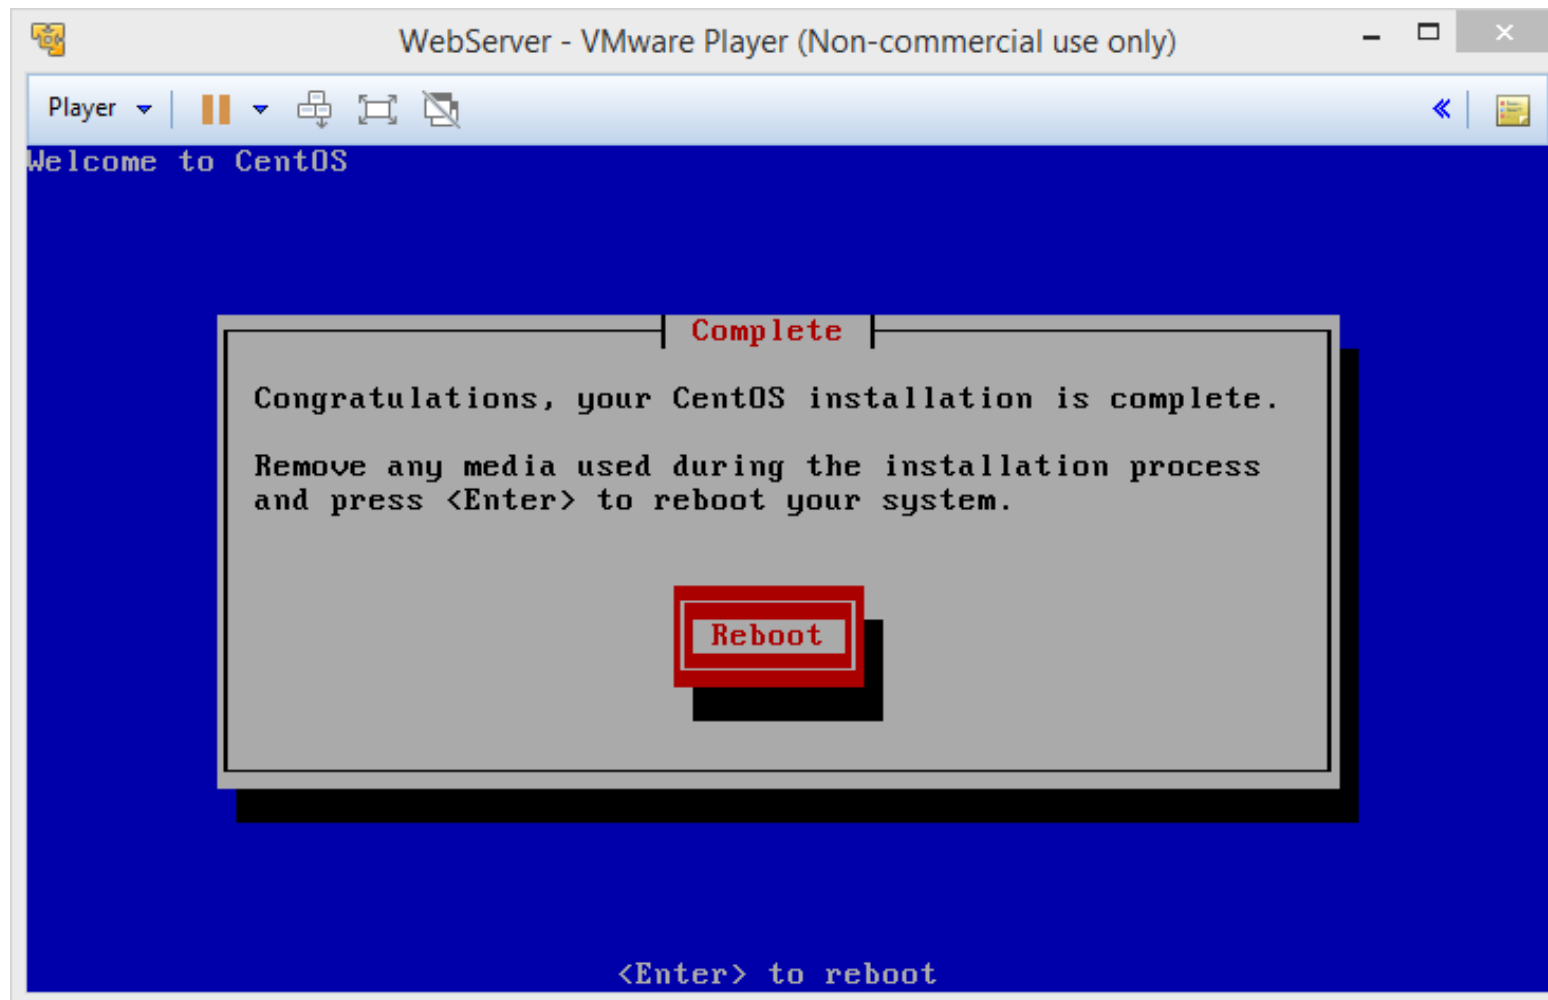 WebServer - VMware Player (Non-commercial use only)
Player
Welcome to CentOS
Complete
Congratulations, your CentOS installation is complete.
Remove any media used during the installation process
and press <Enter> to reboot your system.
Reboot
<Enter> to reboot